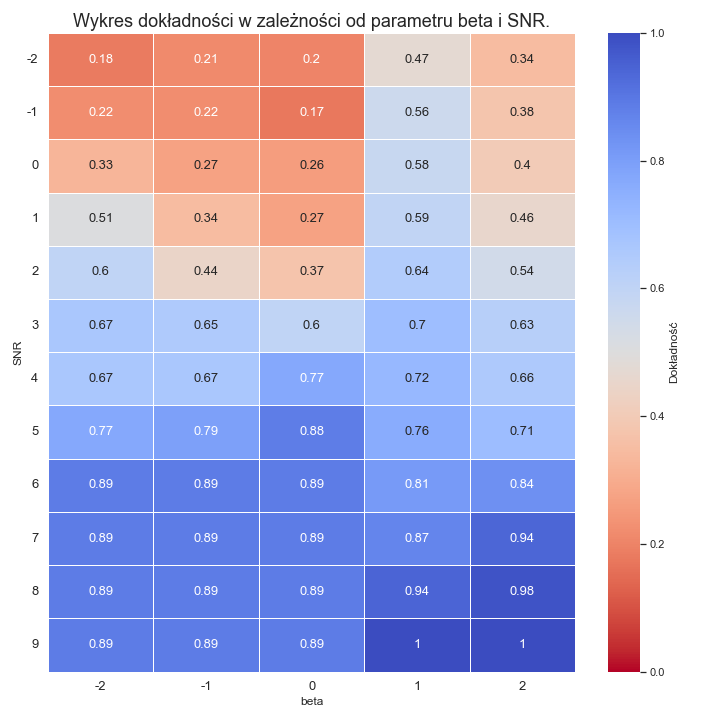 Wykres dokładności w zależności od parametru beta i SNR.
-2 0.18 0.21 0.2 0.47 0.34
-1 0.22 0.22 0.17 0.56 0.38
0 0.33 0.27 0.26 0.58 0.4
1 0.51 0.34 0.27 0.59 0.46
2 0.6 0.44 0.37 0.64 0.54
3 0.67 0.65 0.6 0.7 0.63
4 0.67 0.67 0.77 0.72 0.66
5 0.77 0.79 0.88 0.76 0.71
6 0.89 0.89 0.89 0.81 0.84
7 0.89 0.89 0.89 0.87 0.94
8 0.89 0.89 0.89 0.94 0.98
9 0.89 0.89 0.89 1 1
-2 -1 0 1 2
beta
SNR
1.0
0.8
0.6
0.4
0.2
0.0
Dokładność